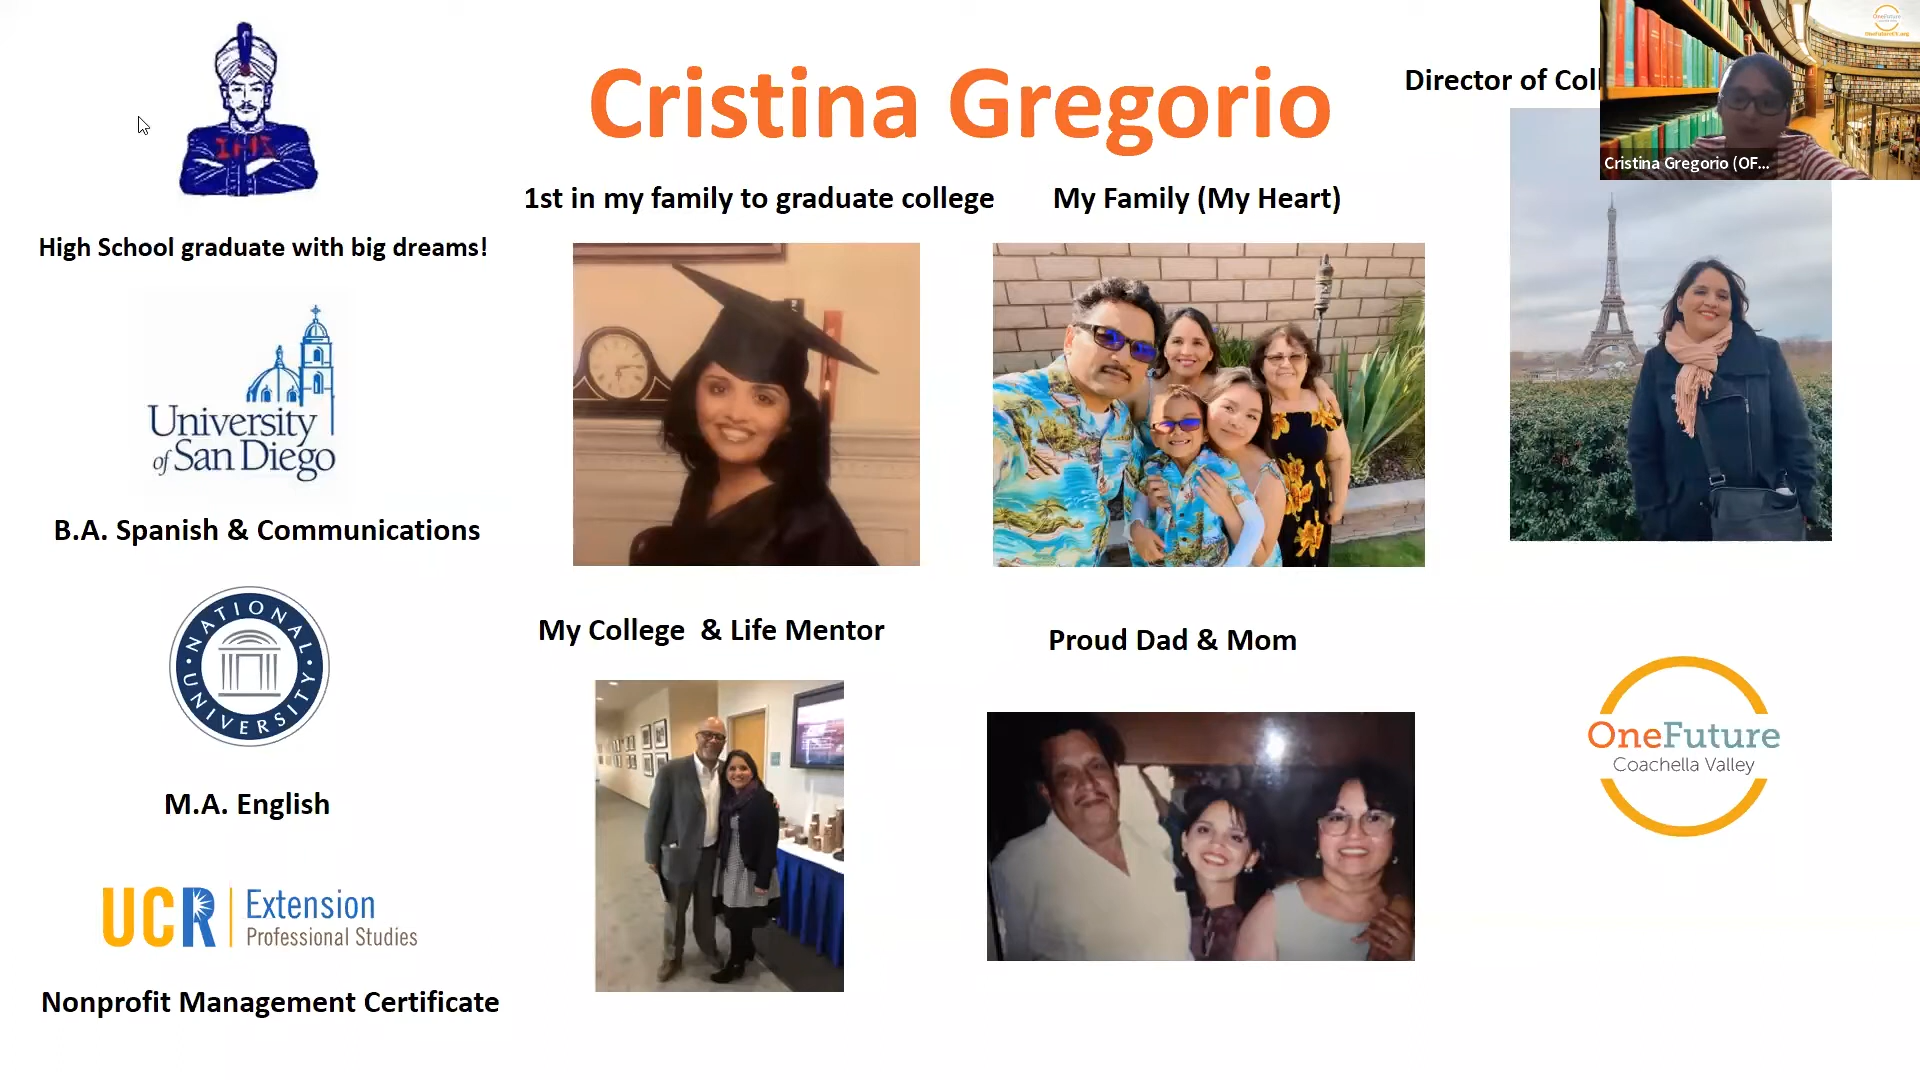 Cristina Gregorio
Director of Coll
OneFuture
Cristina Gregorio (OF...
IHS
High School graduate with big dreams!
1st in my family to graduate college
My Family (My Heart)
University
of San Diego
B.A. Spanish & Communications
NATIONAL
UNIVERSITY
M.A. English
UCR Extension
Professional Studies
Nonprofit Management Certificate
My College & Life Mentor
Proud Dad & Mom
OneFuture
Coachella Valley